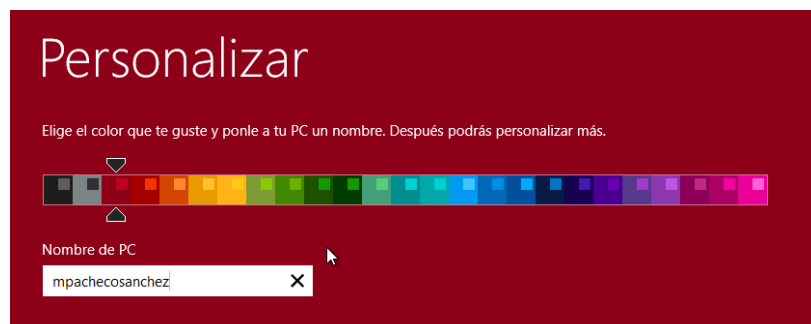 Personalizar
Elige el color que te guste y ponle a tu PC un nombre. Después podrás personalizar más.
Nombre de PC
mpachecosanchez